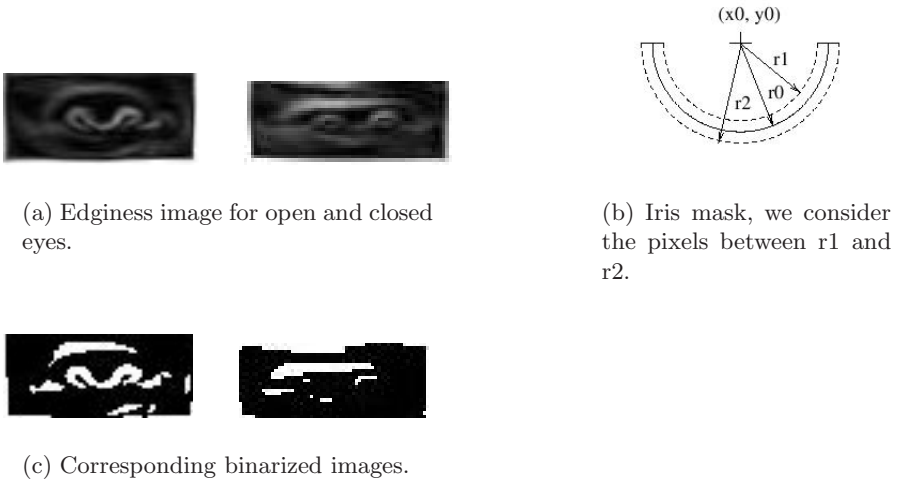 (x0, y0)
r1
r0
r2
(a) Edginess image for open and closed
eyes.
(b) Iris mask, we consider
the pixels between r1 and
r2.
(c) Corresponding binarized images.